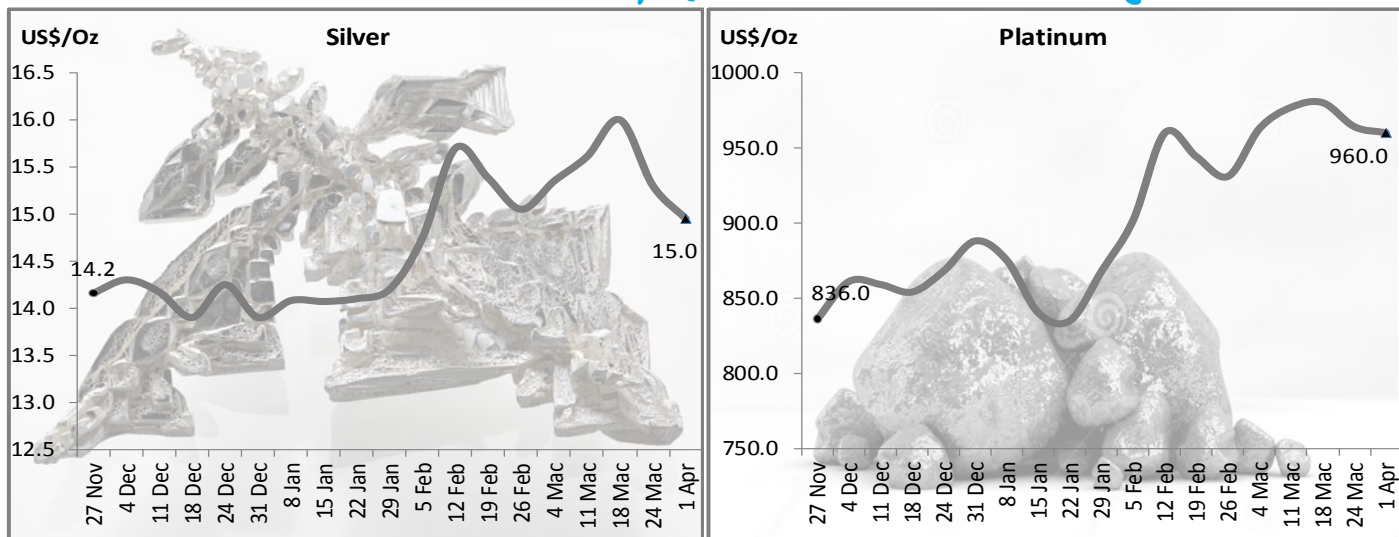 US$/Oz
Silver
16.5
16.0
15.5
15.0
14.5
14.0
13.5
13.0
12.5
14.2
15.0
27 Nov
4 Dec
11 Dec
18 Dec
24 Dec
31 Dec
8 Jan
15 Jan
22 Jan
29 Jan
5 Feb
12 Feb
19 Feb
26 Feb
4 Mac
11 Mac
18 Mac
24 Mac
1 Apr
US$/Oz
Platinum
1000.0
950.0
900.0
850.0
800.0
750.0
836.0
960.0
27 Nov
4 Dec
11 Dec
18 Dec
24 Dec
31 Dec
8 Jan
15 Jan
22 Jan
29 Jan
5 Feb
12 Feb
19 Feb
26 Feb
4 Mac
11 Mac
18 Mac
24 Mac
1 Apr